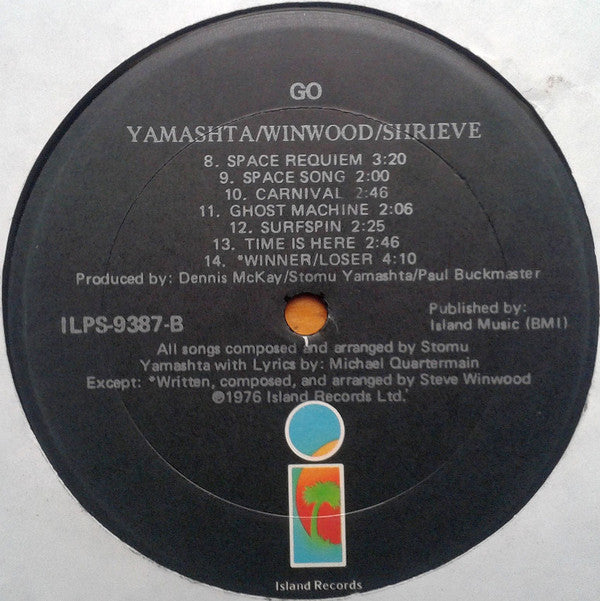 GO
YAMASHTA/WINWOOD/SHRIEVE
8. SPACE REQUIEM 3:20
9. SPACE SONG 2:00
10. CARNIVAL 2:46
11. GHOST MACHINE 2:06
12. SURFSPIN 2:25
13. TIME IS HERE 2:46
14. *WINNER/LOSER 4:10
Produced by: Dennis McKay/Stomu Yamashta/Paul Buckmaster
ILPS-9387-B
Published by:
Island Music (BMI)
All songs composed and arranged by Stomu
Yamashta with Lyrics by: Michael Quartermain
Except: *Written, composed, and arranged by Steve Winwood
℗1976 Island Records Ltd.
i
Island Records